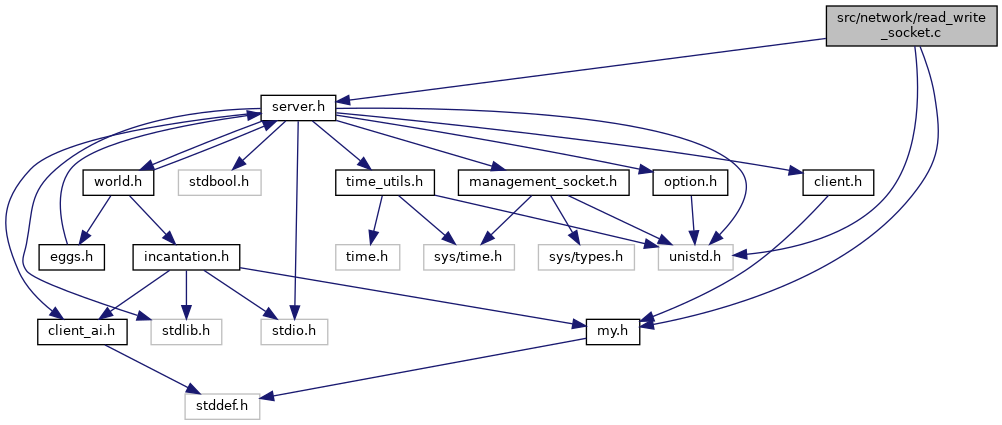 src/network/read_write
_socket.c
server.h
world.h
stdbool.h
time_utils.h
management_socket.h
option.h
client.h
eggs.h
incantation.h
time.h
sys/time.h
sys/types.h
unistd.h
client_ai.h
stdlib.h
stdio.h
my.h
stddef.h